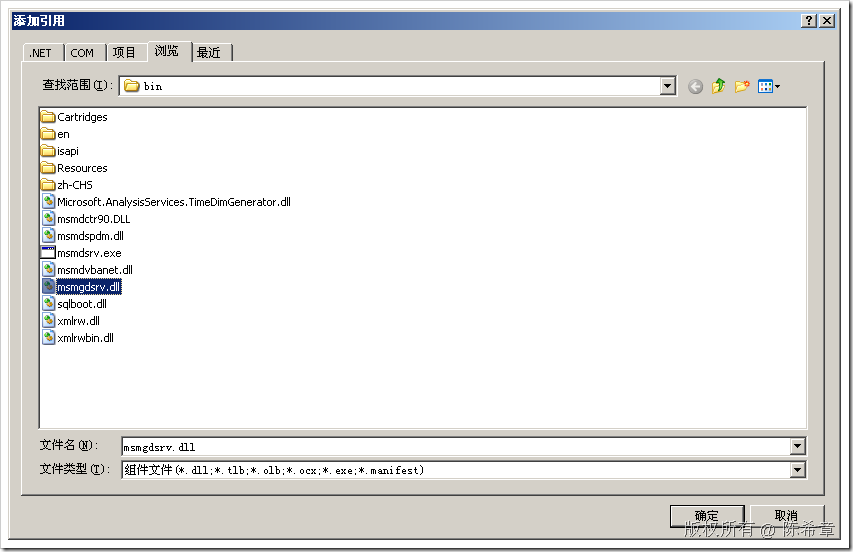 添加引用
.NET COM 项目 浏览 最近
查找范围(I): bin
Cartridges
en
isapi
Resources
zh-CHS
Microsoft.AnalysisServices.TimeDimGenerator.dll
msmdctr90.DLL
msmdspdm.dll
msmdsrv.exe
msmdvbanet.dll
msmgdsrv.dll
sqlboot.dll
xmlrw.dll
xmlrwbin.dll
文件名(N): msmgdsrv.dll
文件类型(T): 组件文件(*.dll;*.tlb;*.olb;*.ocx;*.exe;*.manifest)
确定 取消
版权所有 @ 陈希章